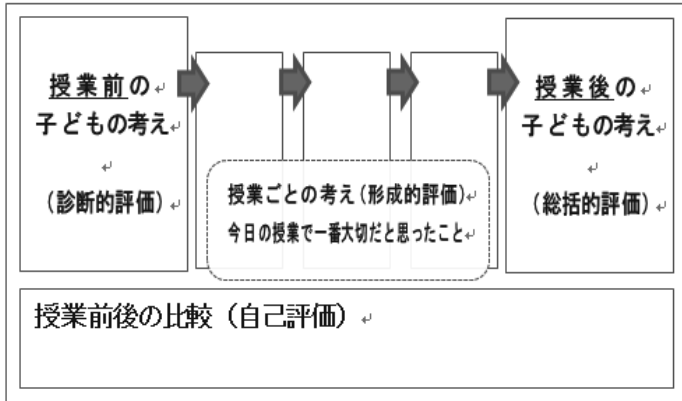 授業前の
子どもの考え
（診断的評価）
授業ごとの考え（形成的評価）
今日の授業で一番大切だと思ったこと
授業後の
子どもの考え
（総括的評価）
授業前後の比較（自己評価）